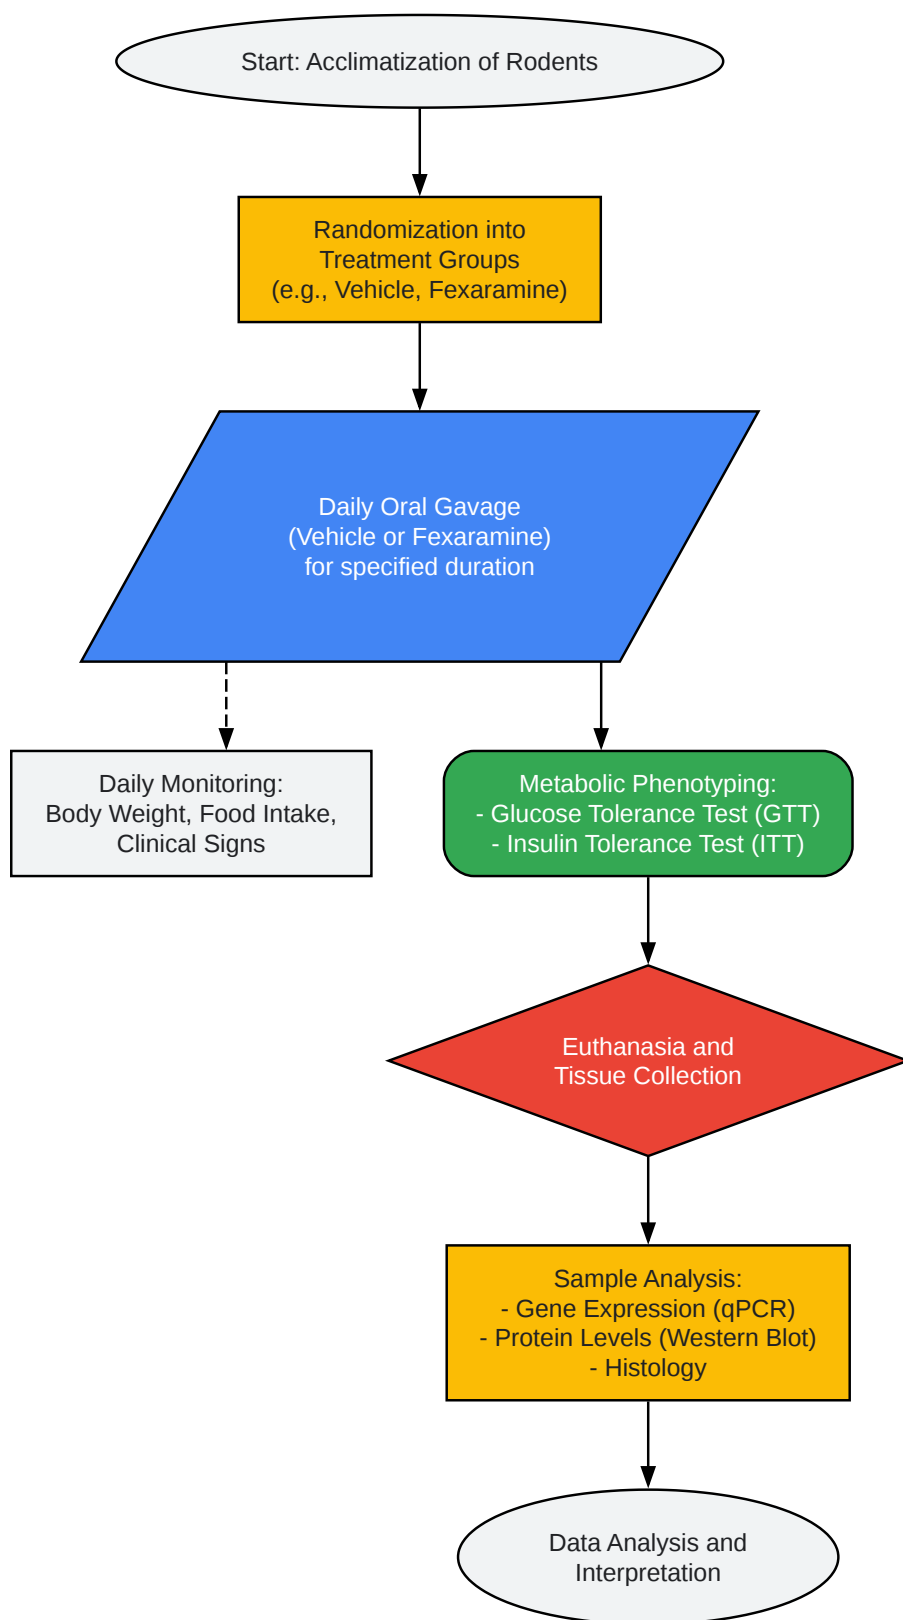 Start: Acclimatization of Rodents
Randomization into
Treatment Groups
(e.g., Vehicle, Fexaramine)
Daily Oral Gavage
(Vehicle or Fexaramine)
for specified duration
Daily Monitoring:
Body Weight, Food Intake,
Clinical Signs
Metabolic Phenotyping:
- Glucose Tolerance Test (GTT)
- Insulin Tolerance Test (ITT)
Euthanasia and
Tissue Collection
Sample Analysis:
- Gene Expression (qPCR)
- Protein Levels (Western Blot)
- Histology
Data Analysis and
Interpretation